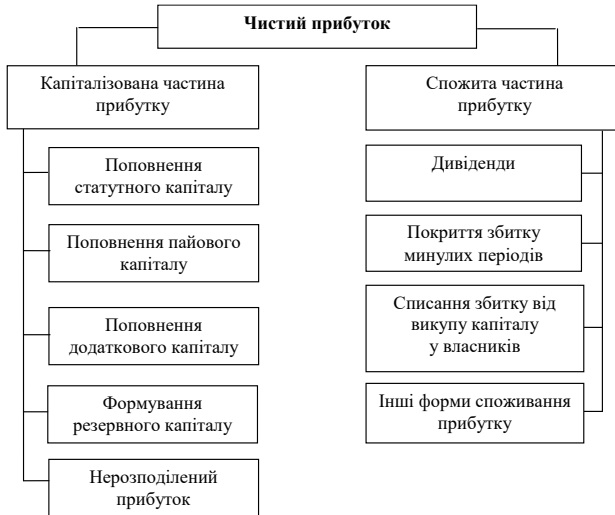 Чистий прибуток
Капіталізована частина
прибутку
Поповнення
статутного капіталу
Поповнення пайового
капіталу
Поповнення
додаткового капіталу
Формування
резервного капіталу
Нерозподілений
прибуток
Спожита частина
прибутку
Дивіденди
Покриття збитку
минулих періодів
Списання збитку від
викупу капіталу
у власників
Інші форми споживання
прибутку